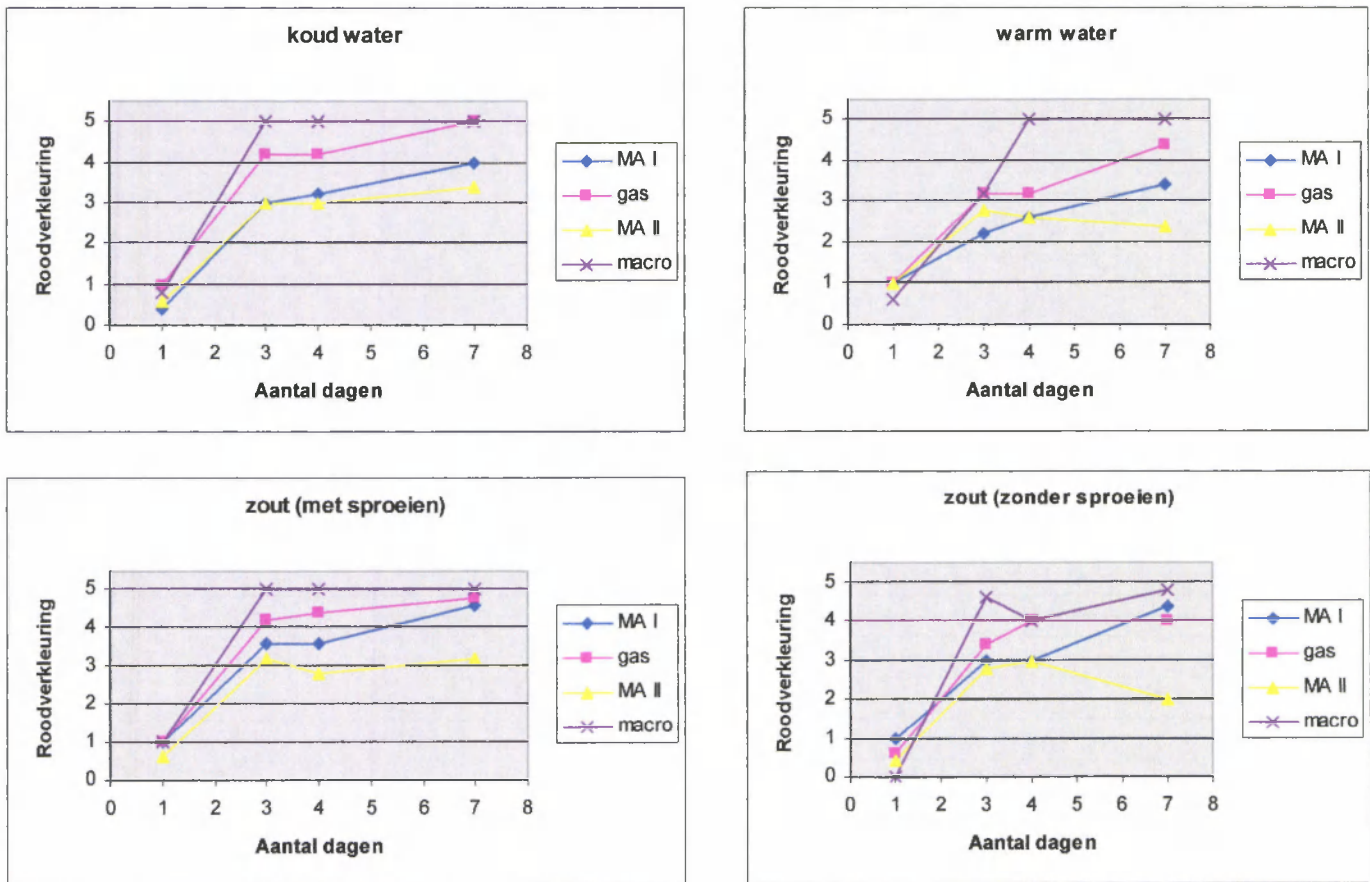 koud water
Roodverkleuring
5
4
3
2
1
0
0 1 2 3 4 5 6 7 8
Aantal dagen
MA I
gas
MA II
macro
warm water
Roodverkleuring
5
4
3
2
1
0
0 1 2 3 4 5 6 7 8
Aantal dagen
MA I
gas
MA II
macro
zout (met sproeien)
Roodverkleuring
5
4
3
2
1
0
0 1 2 3 4 5 6 7 8
Aantal dagen
MA I
gas
MA II
macro
zout (zonder sproeien)
Roodverkleuring
5
4
3
2
1
0
0 1 2 3 4 5 6 7 8
Aantal dagen
MA I
gas
MA II
macro